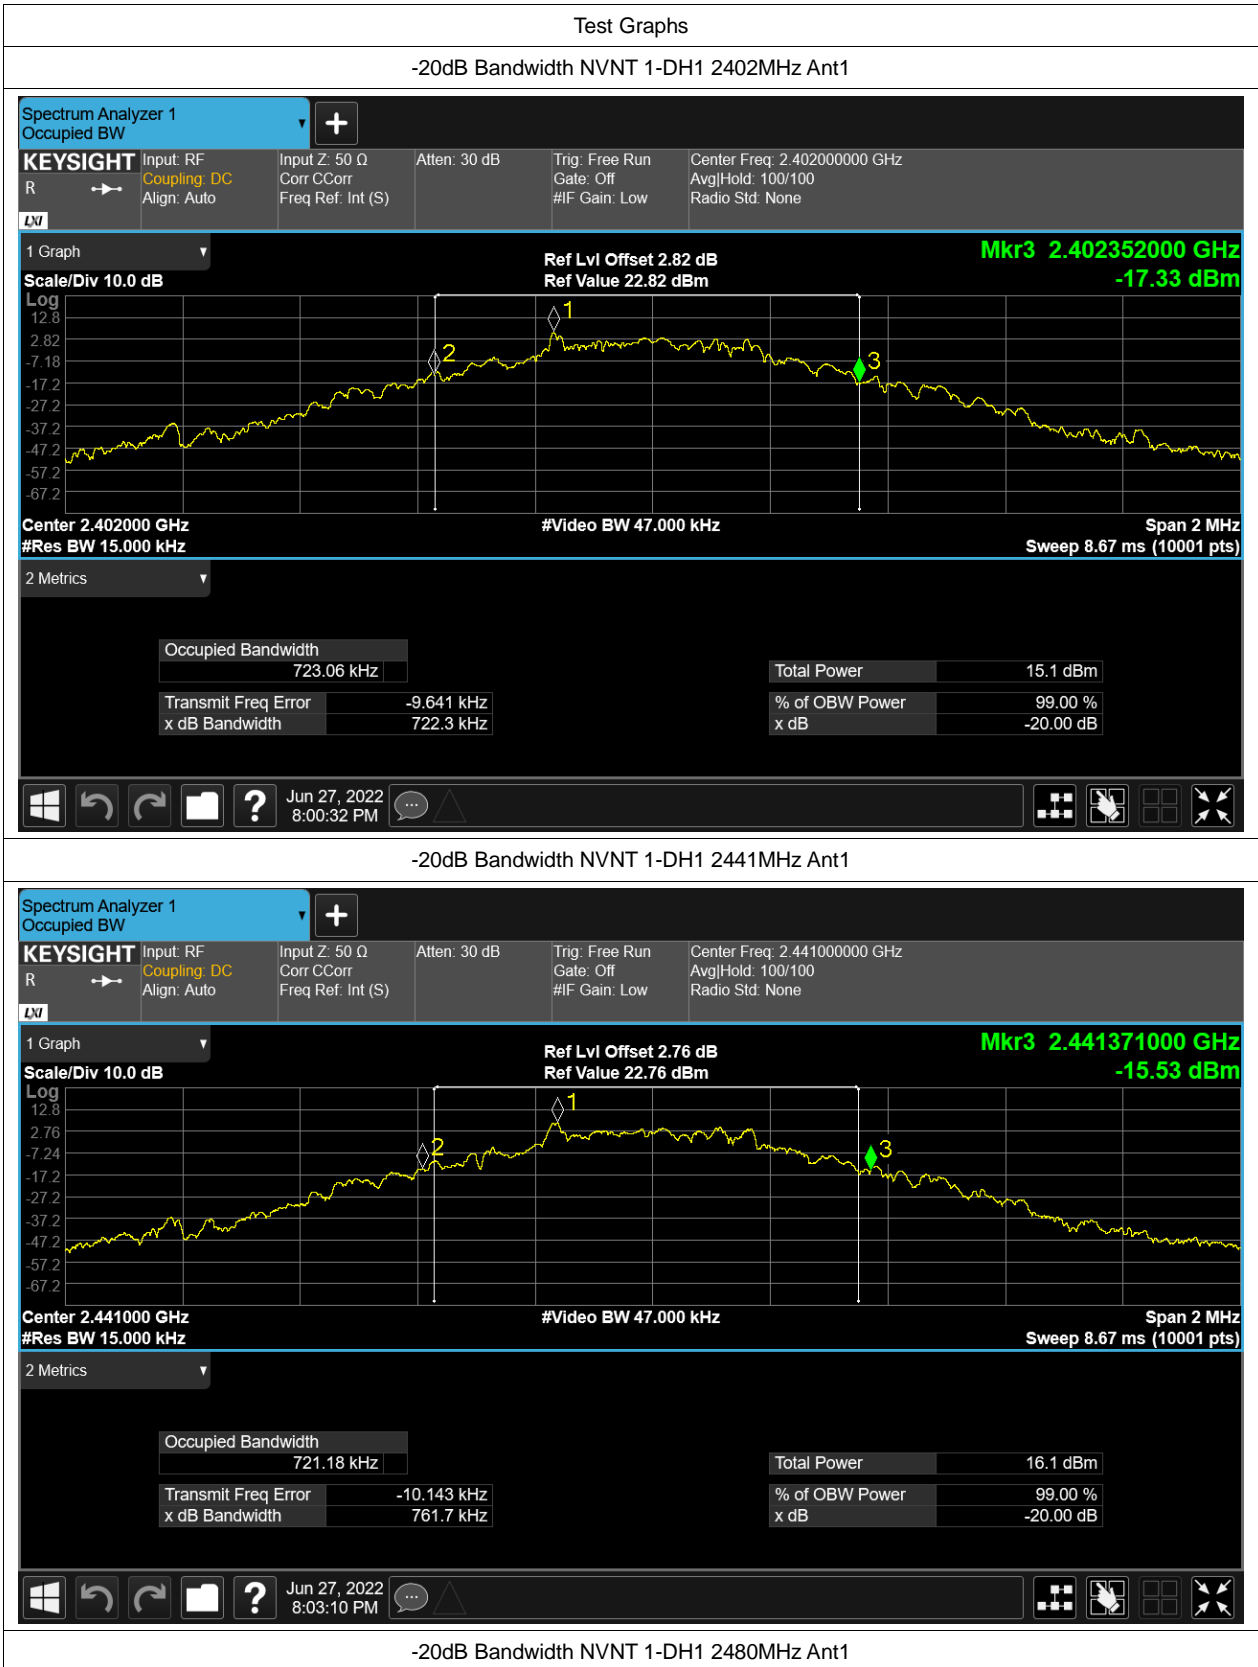 Test Graphs
-20dB Bandwidth NVNT 1-DH1 2402MHz Ant1
Spectrum Analyzer 1
Occupied BW
KEYSIGHT Input: RF Input Z: 50 Ω Atten: 30 dB Trig: Free Run Center Freq: 2.402000000 GHz
R Coupling: DC Corr CCorr Gate: Off Avg|Hold: 100/100
Align: Auto Freq Ref: Int (S) #IF Gain: Low Radio Std: None
LXI
1 Graph Ref Lvl Offset 2.82 dB Mkr3 2.402352000 GHz
Scale/Div 10.0 dB Ref Value 22.82 dBm -17.33 dBm
Log
12.8
2.82
-7.18
-17.2
-27.2
-37.2
-47.2
-57.2
-67.2
1
2
3
Center 2.402000 GHz #Video BW 47.000 kHz Span 2 MHz
#Res BW 15.000 kHz Sweep 8.67 ms (10001 pts)
2 Metrics
Occupied Bandwidth
723.06 kHz Total Power 15.1 dBm
Transmit Freq Error -9.641 kHz % of OBW Power 99.00 %
x dB Bandwidth 722.3 kHz x dB -20.00 dB
? Jun 27, 2022
8:00:32 PM
-20dB Bandwidth NVNT 1-DH1 2441MHz Ant1
Spectrum Analyzer 1
Occupied BW
KEYSIGHT Input: RF Input Z: 50 Ω Atten: 30 dB Trig: Free Run Center Freq: 2.441000000 GHz
R Coupling: DC Corr CCorr Gate: Off Avg|Hold: 100/100
Align: Auto Freq Ref: Int (S) #IF Gain: Low Radio Std: None
LXI
1 Graph Ref Lvl Offset 2.76 dB Mkr3 2.441371000 GHz
Scale/Div 10.0 dB Ref Value 22.76 dBm -15.53 dBm
Log
12.8
2.76
-7.24
-17.2
-27.2
-37.2
-47.2
-57.2
-67.2
1
2
3
Center 2.441000 GHz #Video BW 47.000 kHz Span 2 MHz
#Res BW 15.000 kHz Sweep 8.67 ms (10001 pts)
2 Metrics
Occupied Bandwidth
721.18 kHz Total Power 16.1 dBm
Transmit Freq Error -10.143 kHz % of OBW Power 99.00 %
x dB Bandwidth 761.7 kHz x dB -20.00 dB
? Jun 27, 2022
8:03:10 PM
-20dB Bandwidth NVNT 1-DH1 2480MHz Ant1